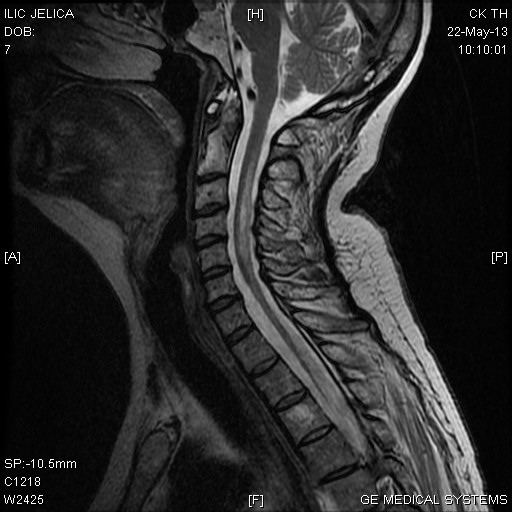 ILIC JELICA
DOB:
7
[H]
CK TH
22-May-13
10:10:01
[A]
[P]
SP:-10.5mm
C1218
W2425
[F]
GE MEDICAL SYSTEMS